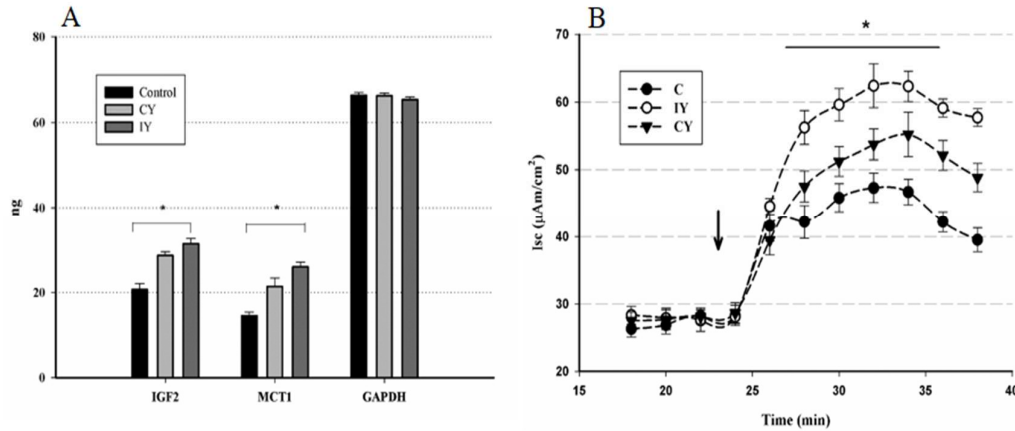 A
80
60
40
20
0
ng
Control
CY
IY
*
*
IGF2 MCT1 GAPDH
B
70
60
50
40
30
20
Isc (µAm/cm²)
C
IY
CY
*
15 20 25 30 35 40
Time (min)